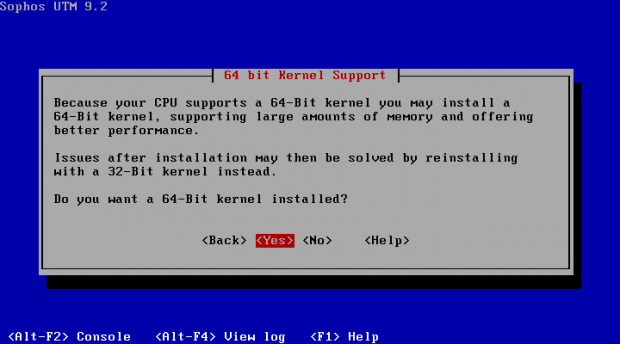 Sophos UTM 9.2
64 bit Kernel Support
Because your CPU supports a 64-Bit kernel you may install a
64-Bit kernel, supporting large amounts of memory and offering
better performance.
Issues after installation may then be solved by reinstalling
with a 32-Bit kernel instead.
Do you want a 64-Bit kernel installed?
<Back> <Yes> <No> <Help>
<Alt-F2> Console <Alt-F4> View log <F1> Help